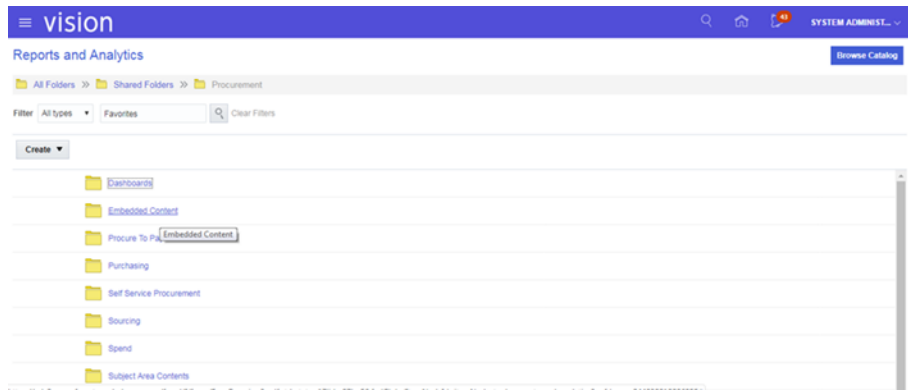 vision
43
SYSTEM ADMINIST...
Reports and Analytics
Browse Catalog
All Folders Shared Folders Procurement
Filter All types Favorites Clear Filters
Create
Dashboards
Embedded Content
Procure To Pa
Embedded Content
Purchasing
Self Service Procurement
Sourcing
Spend
Subject Area Contents